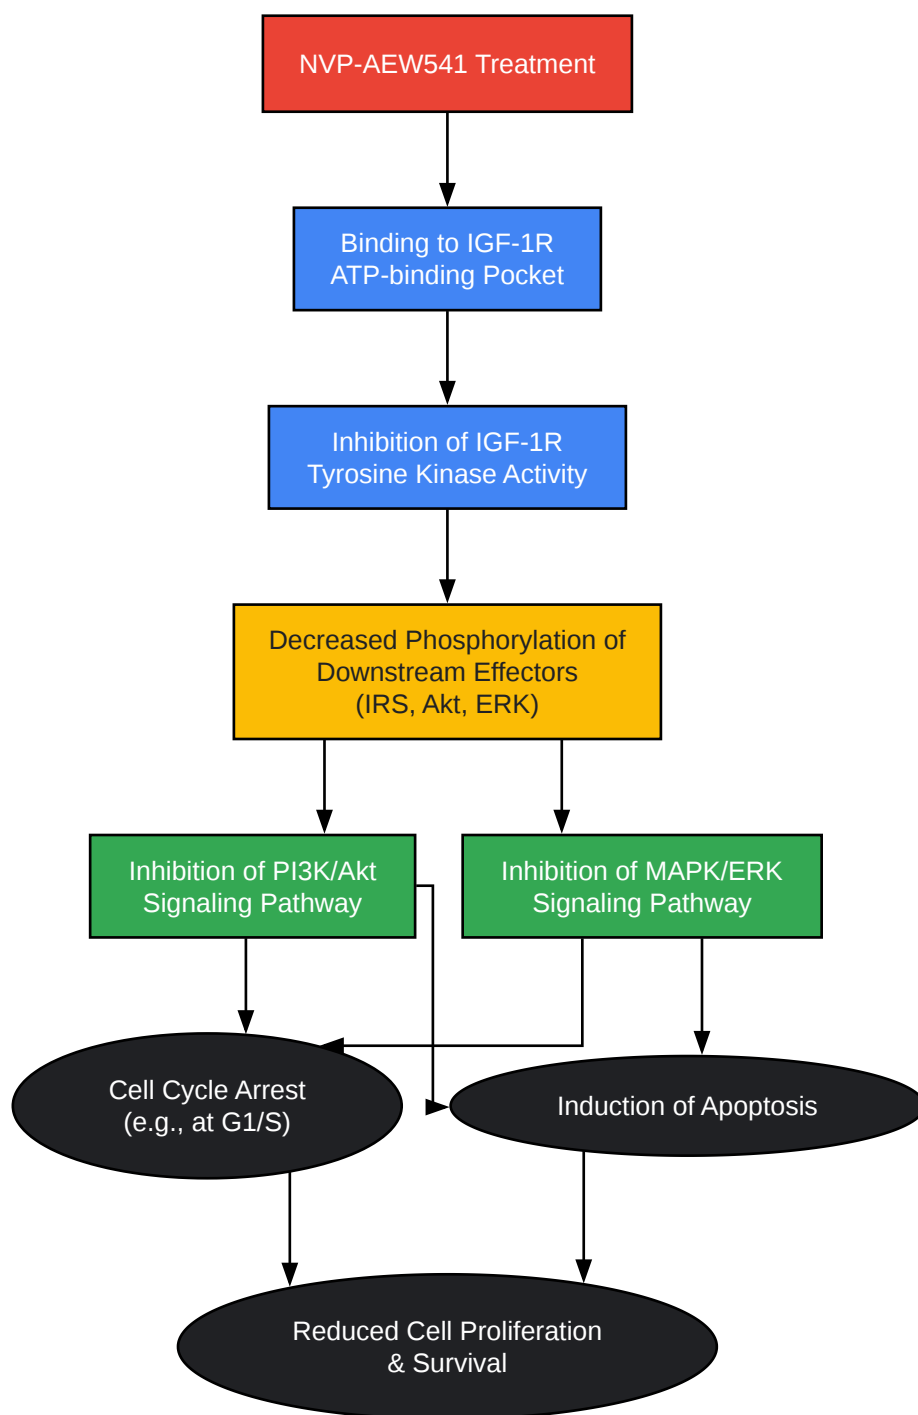 NVP-AEW541 Treatment
Binding to IGF-1R
ATP-binding Pocket
Inhibition of IGF-1R
Tyrosine Kinase Activity
Decreased Phosphorylation of
Downstream Effectors
(IRS, Akt, ERK)
Inhibition of PI3K/Akt
Signaling Pathway
Inhibition of MAPK/ERK
Signaling Pathway
Cell Cycle Arrest
(e.g., at G1/S)
Induction of Apoptosis
Reduced Cell Proliferation
& Survival